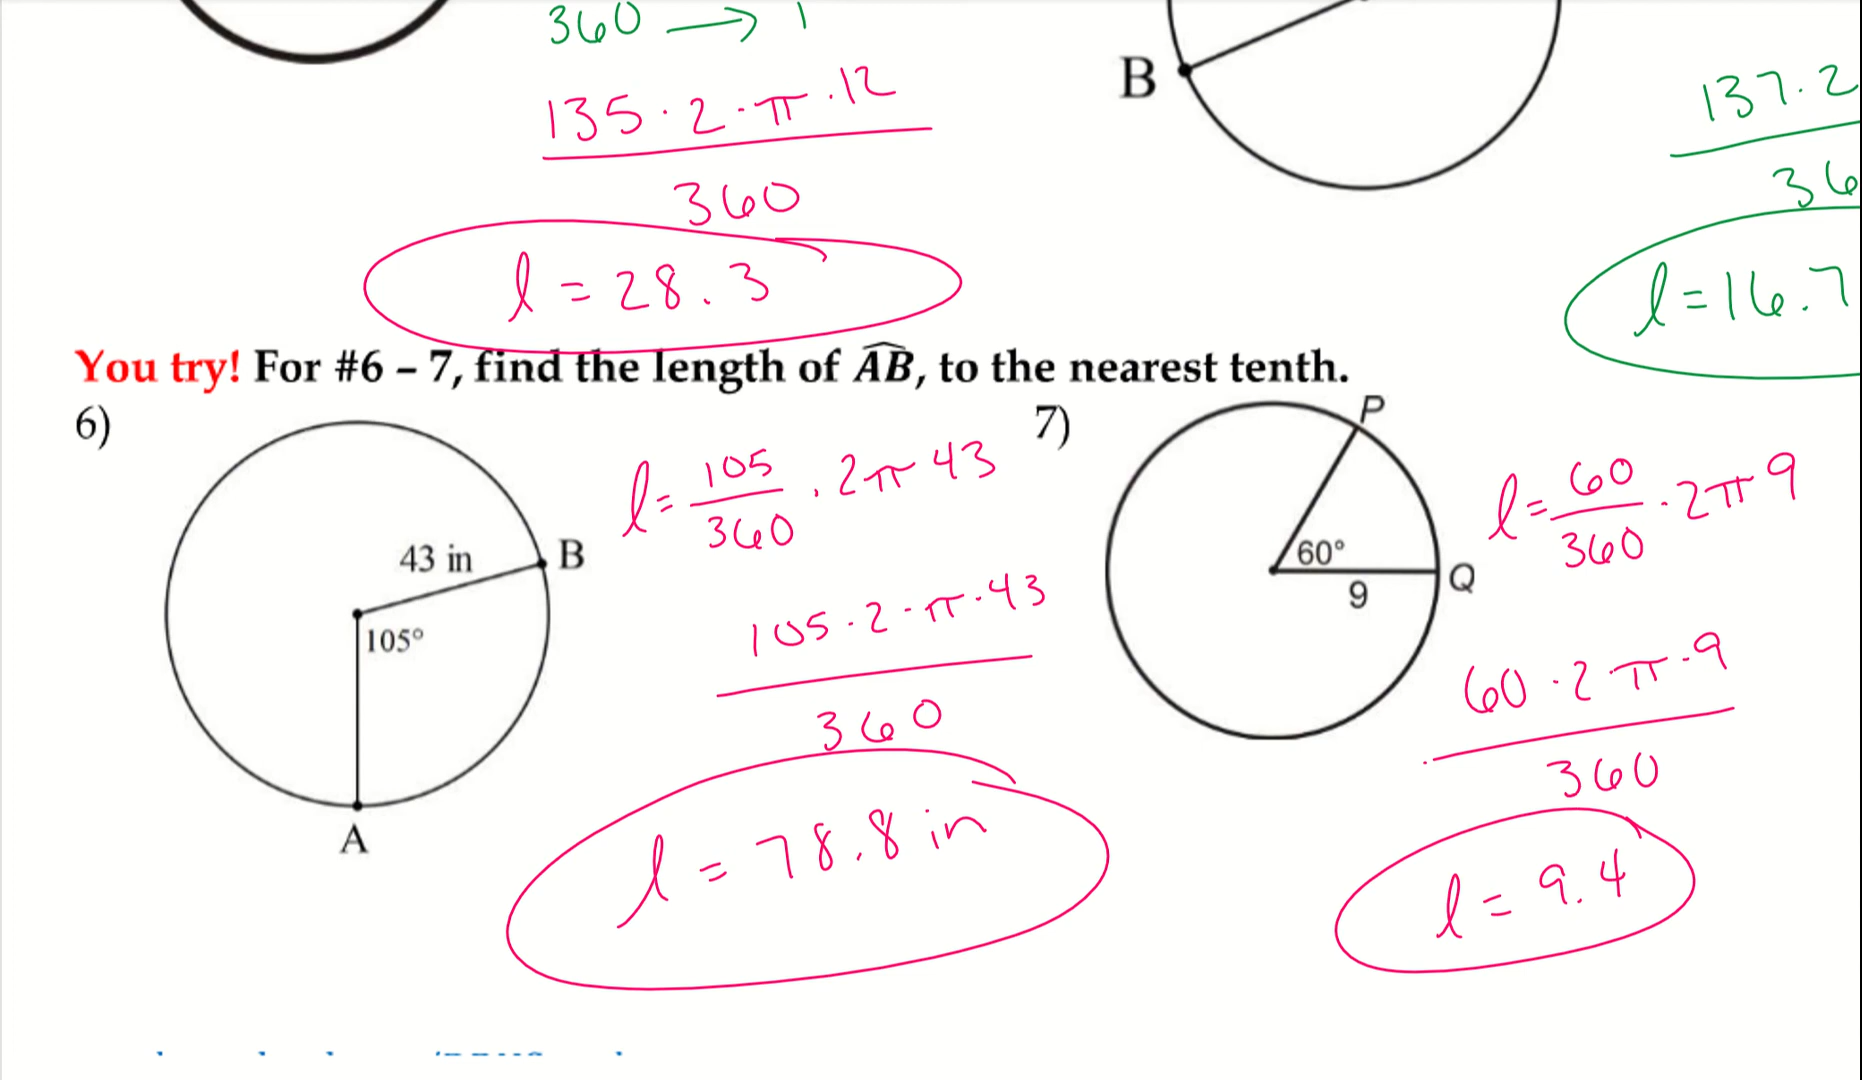 360 → 1
135 · 2 · π · 12
360
l = 28.3
B
137 · 2
36
l = 16.7
You try! For #6 – 7, find the length of AB, to the nearest tenth.
6)
43 in
B
105°
A
l = 105/360 · 2π 43
105 · 2 · π · 43
360
l = 78.8 in
7)
P
60°
9
Q
l = 60/360 · 2π 9
60 · 2 π · 9
360
l = 9.4